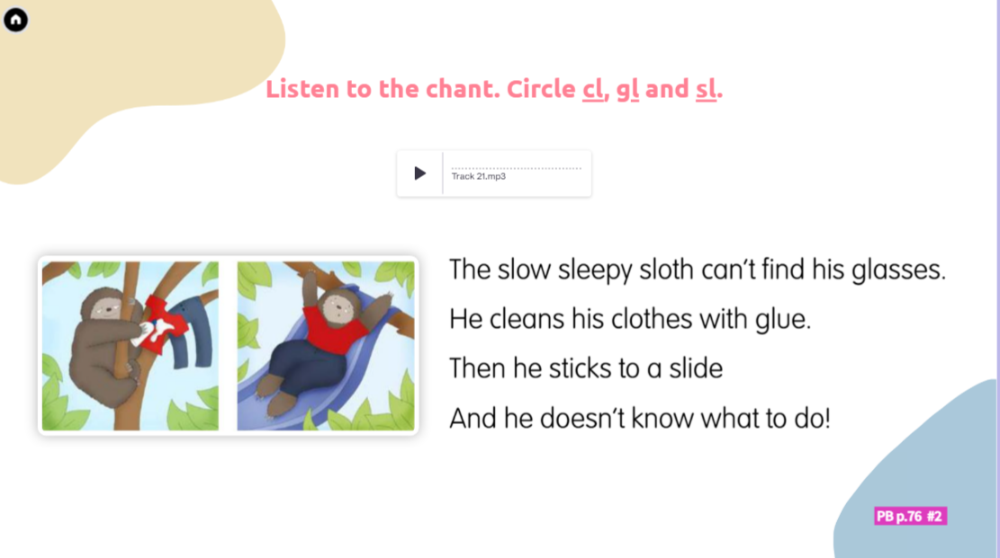 Listen to the chant. Circle cl, gl and sl.
Track 21.mp3
The slow sleepy sloth can't find his glasses.
He cleans his clothes with glue.
Then he sticks to a slide
And he doesn't know what to do!
PB p.76 #2